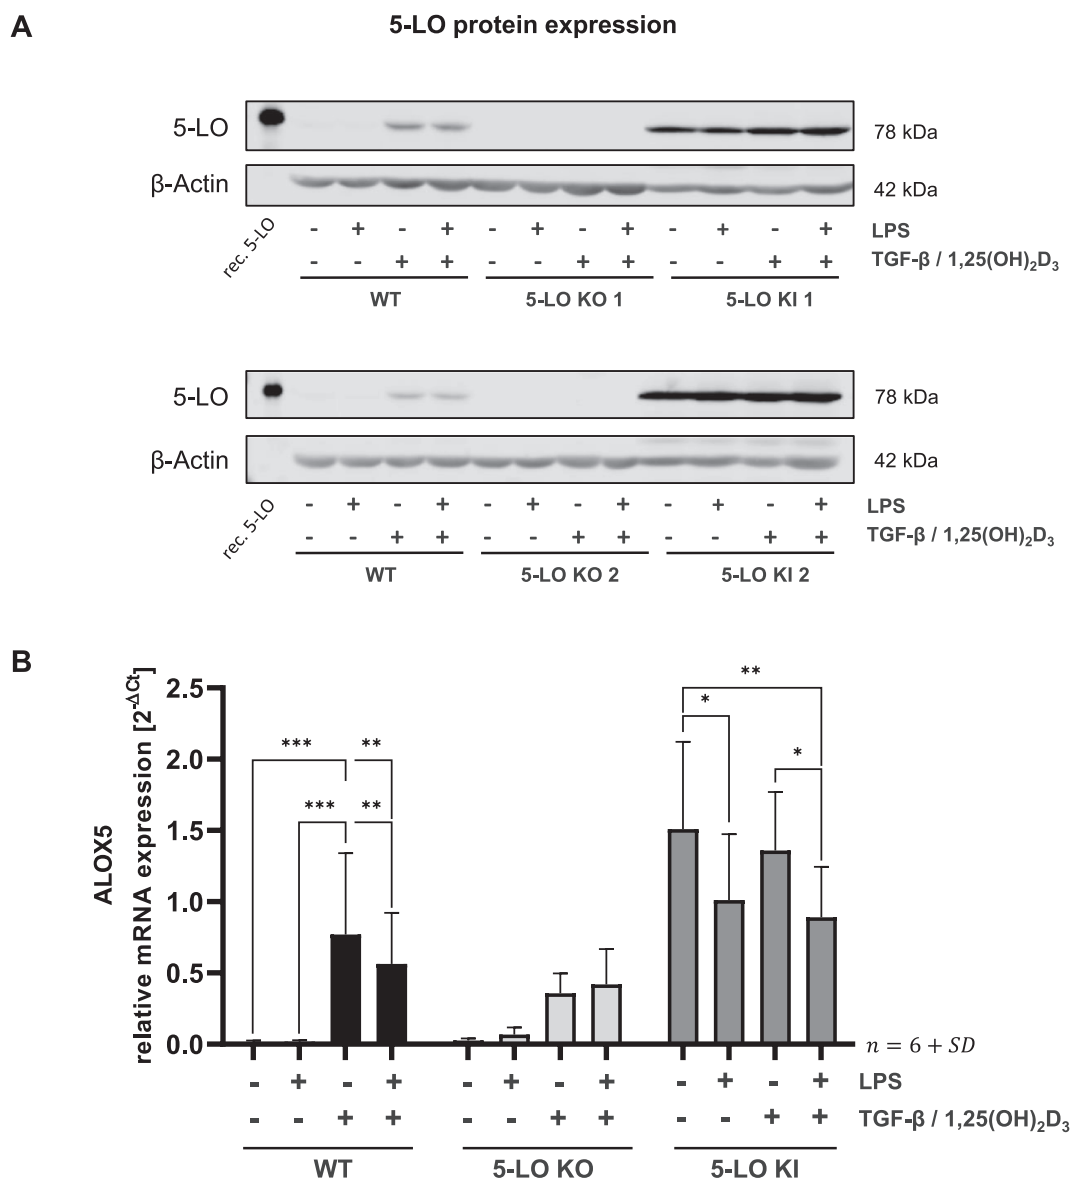 A
5-LO protein expression
5-LO
78 kDa
β-Actin
42 kDa
rec. 5-LO
- + - + - + - + - + - + LPS
- - + + - - + + - - + + TGF-β / 1,25(OH)₂D₃
WT 5-LO KO 1 5-LO KI 1
5-LO
78 kDa
β-Actin
42 kDa
rec. 5-LO
- + - + - + - + - + - + LPS
- - + + - - + + - - + + TGF-β / 1,25(OH)₂D₃
WT 5-LO KO 2 5-LO KI 2
B
ALOX5
relative mRNA expression [2^-ΔCt]
2.5
2.0
1.5
1.0
0.5
0.0
*** **
*** **
**
*
*
n = 6 + SD
- + - + - + - + - + - + LPS
- - + + - - + + - - + + TGF-β / 1,25(OH)₂D₃
WT 5-LO KO 5-LO KI